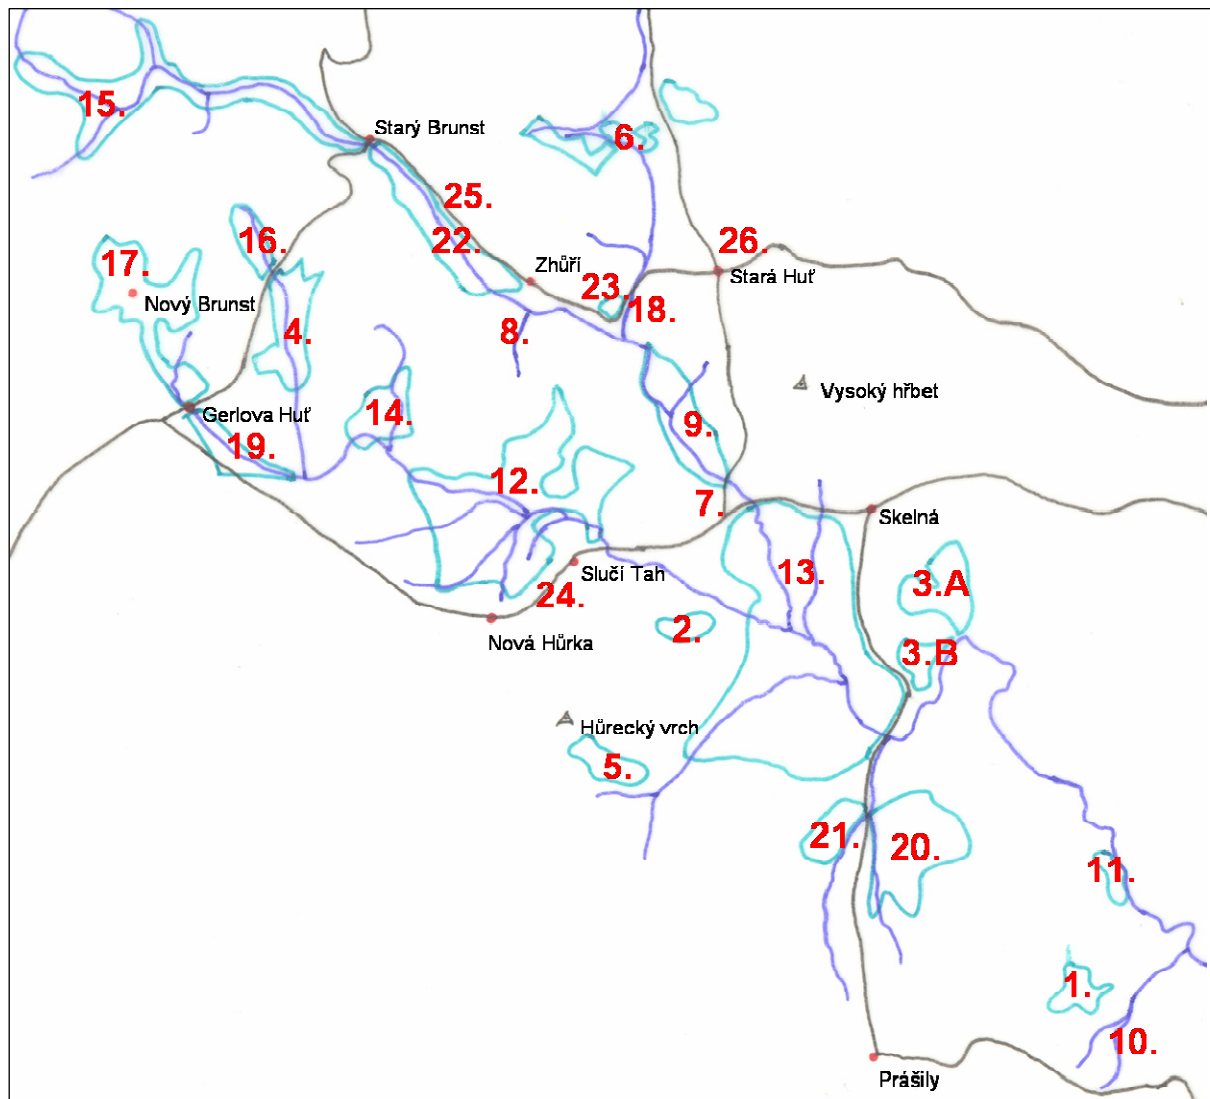 15.
Starý Brunst
6.
25.
16.
22.
26.
17.
Zhůří
Stará Huť
23.
Nový Brunst
18.
4.
8.
Vysoký hřbet
Gerlova Huť
14.
9.
19.
12.
7.
Skelná
13.
Slučí Tah
3.A
24.
2.
Nová Hůrka
3.B
Hůrecký vrch
5.
21.
20.
11.
1.
10.
Prášily